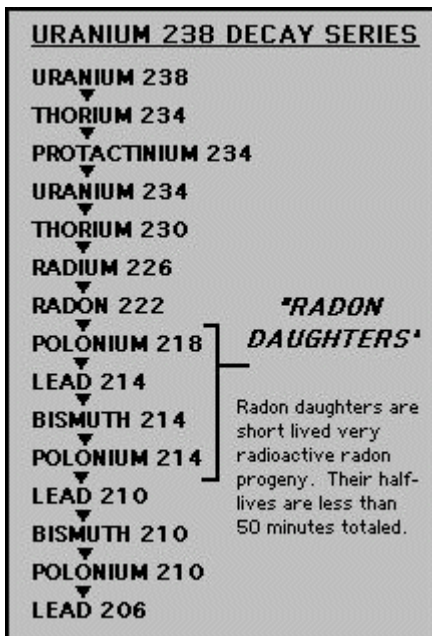 URANIUM 238 DECAY SERIES
URANIUM 238
THORIUM 234
PROTACTINIUM 234
URANIUM 234
THORIUM 230
RADIUM 226
RADON 222
POLONIUM 218
LEAD 214
BISMUTH 214
POLONIUM 214
LEAD 210
BISMUTH 210
POLONIUM 210
LEAD 206
"RADON
DAUGHTERS"
Radon daughters are
short lived very
radioactive radon
progeny. Their half-
lives are less than
50 minutes totaled.